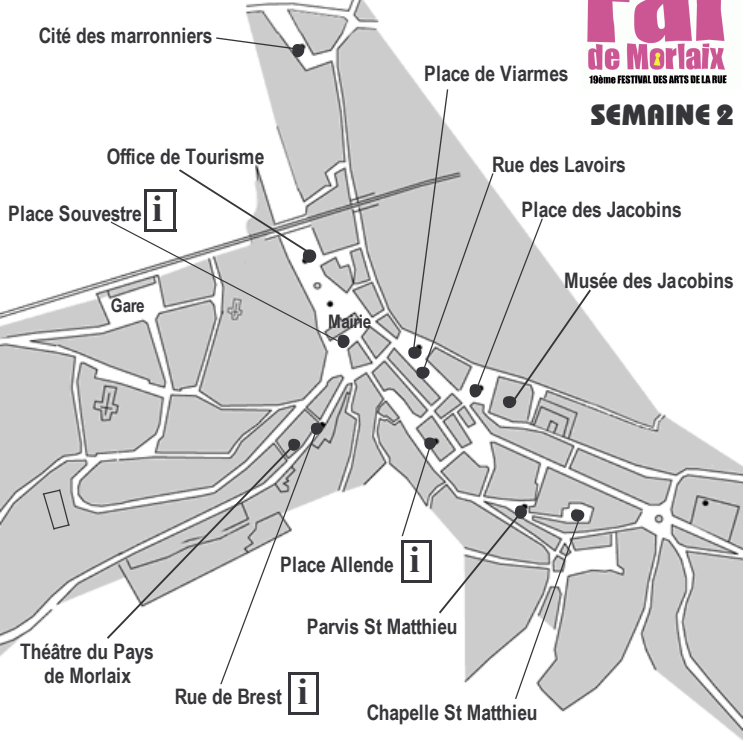 Far
de Morlaix
19ème FESTIVAL DES ARTS DE LA RUE
SEMAINE 2
Cité des marronniers
Place de Viarmes
Office de Tourisme
Rue des Lavoirs
Place Souvestre i
Place des Jacobins
Musée des Jacobins
Gare
Mairie
Place Allende i
Parvis St Matthieu
Théâtre du Pays
de Morlaix
Rue de Brest i
Chapelle St Matthieu